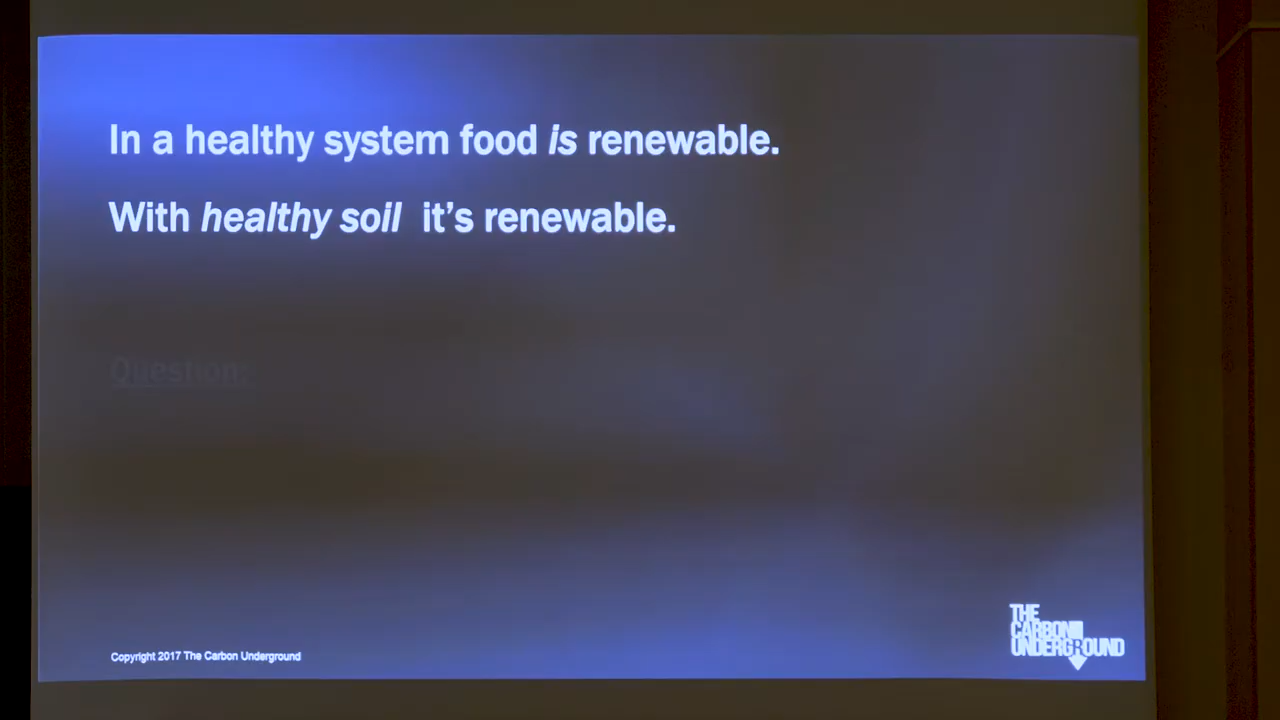 In a healthy system food is renewable.
With healthy soil it's renewable.
Question:
Copyright 2017 The Carbon Underground
THE
CARBON
UNDERGROUND